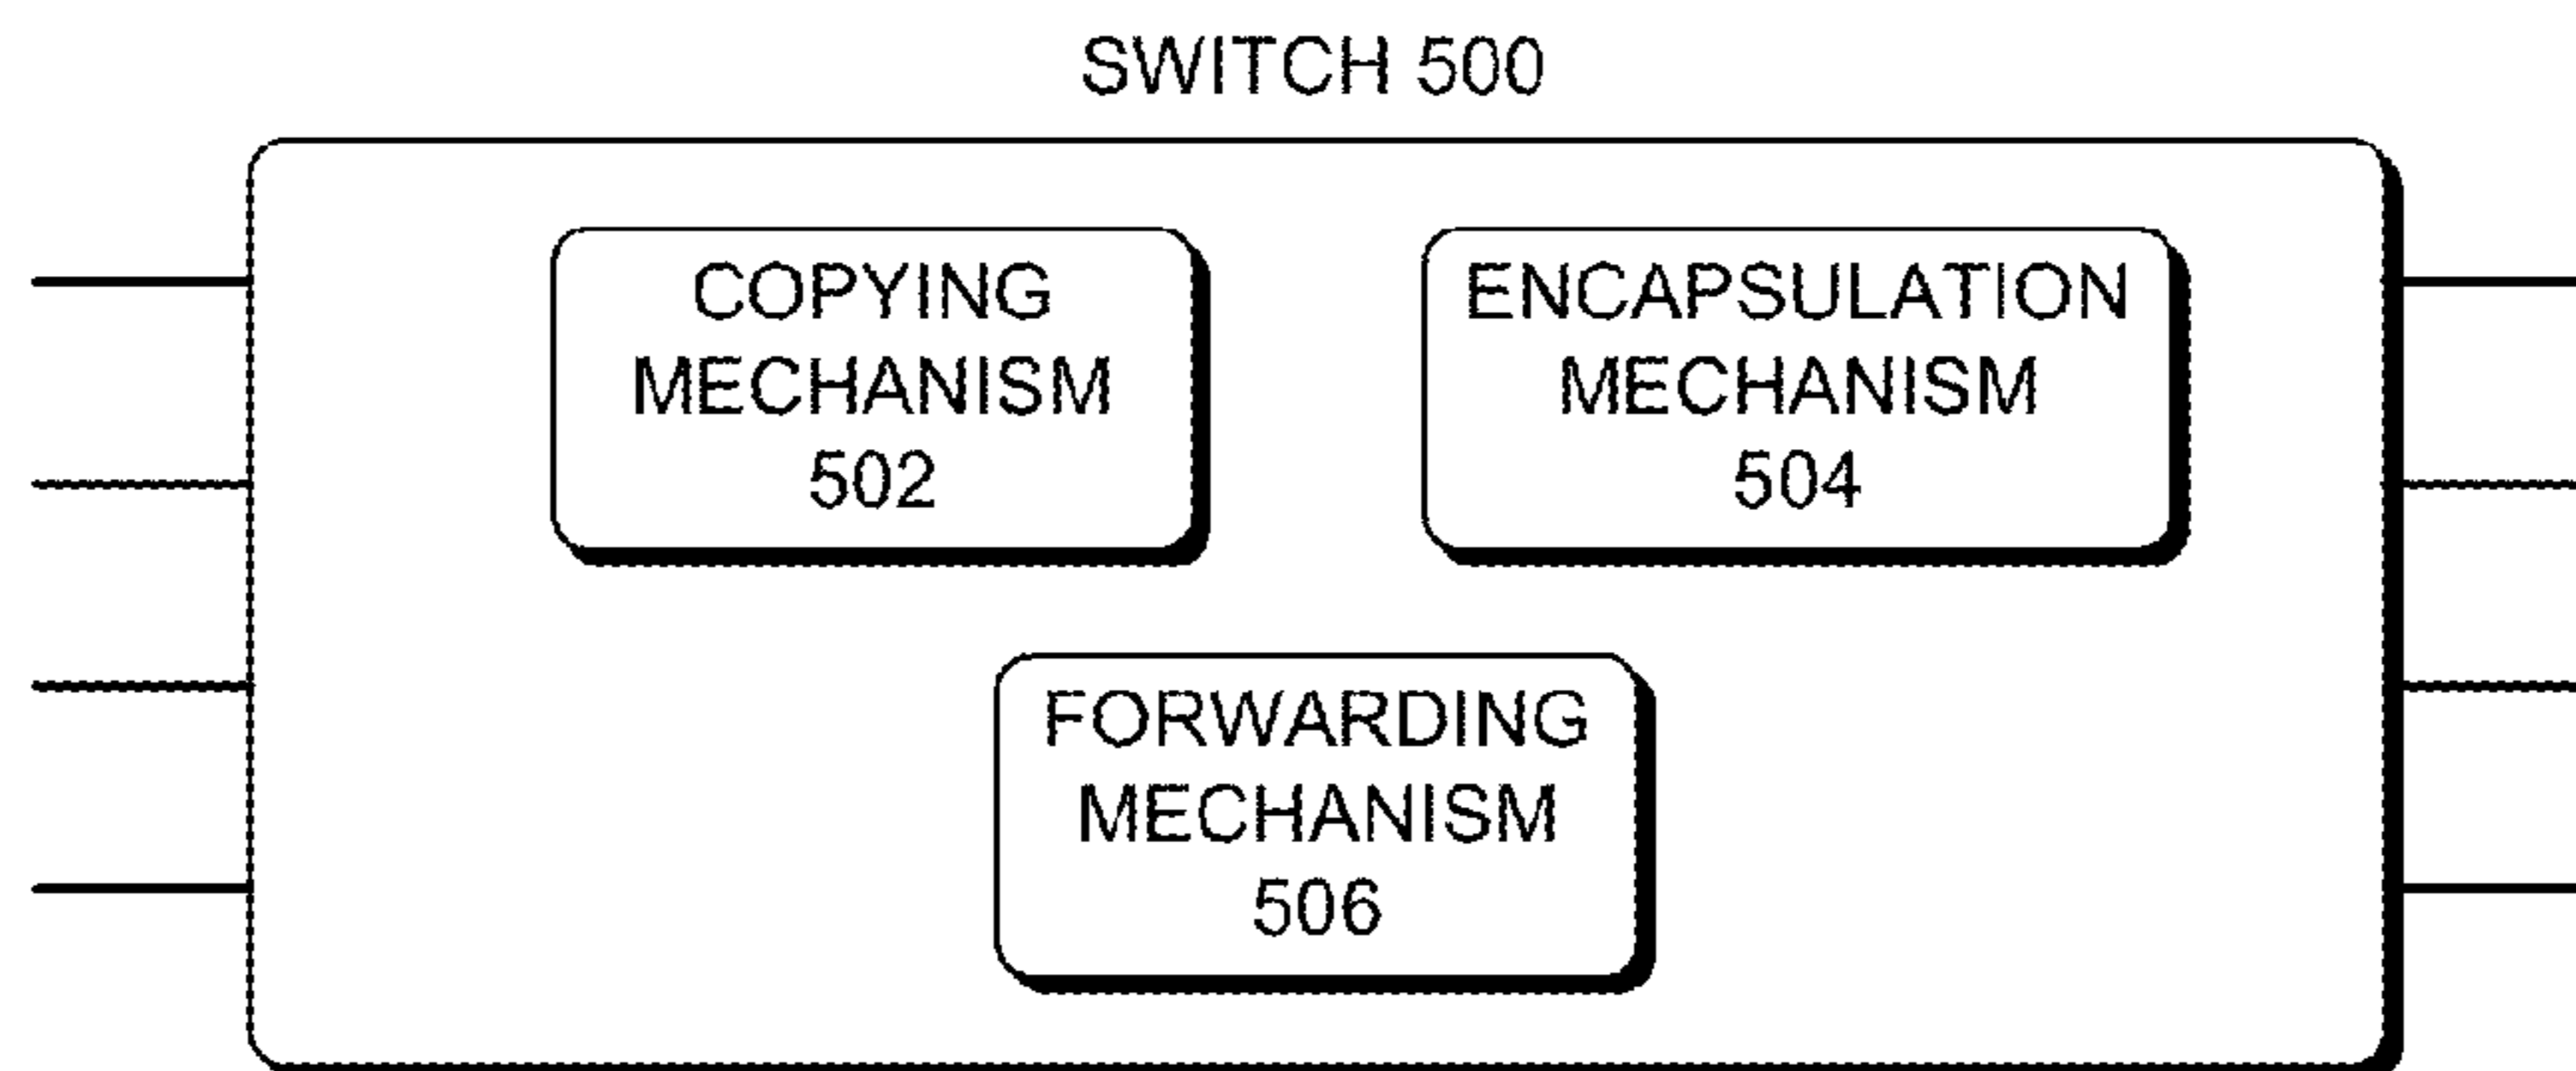 SWITCH 500
COPYING
MECHANISM
502
ENCAPSULATION
MECHANISM
504
FORWARDING
MECHANISM
506